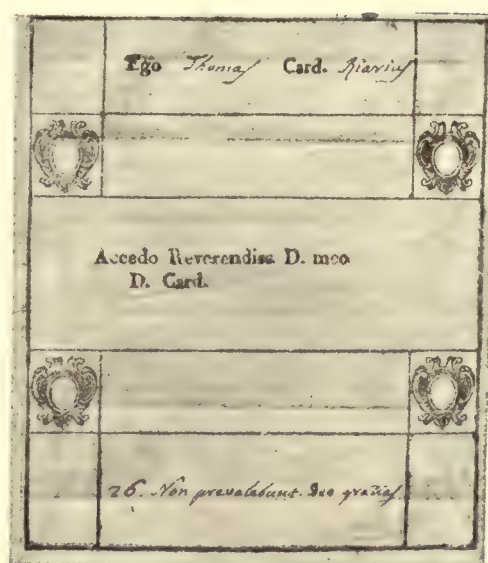 Ego Thomas Card. Riarius
Accedo Reverendiss D. meo
D. Card.
26. Non prevalebunt. Deo gratias